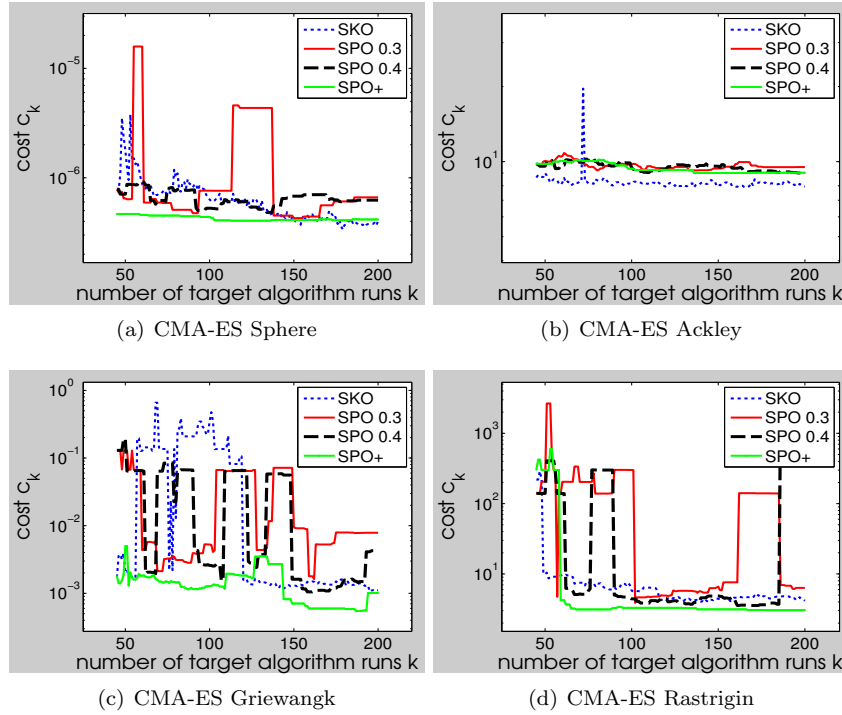 SKO
SPO 0.3
SPO 0.4
SPO+
10^-5
10^-6
cost c_k
50 100 150 200
number of target algorithm runs k
(a) CMA-ES Sphere
SKO
SPO 0.3
SPO 0.4
SPO+
10^1
cost c_k
50 100 150 200
number of target algorithm runs k
(b) CMA-ES Ackley
SKO
SPO 0.3
SPO 0.4
SPO+
10^0
10^-1
10^-2
10^-3
cost c_k
50 100 150 200
number of target algorithm runs k
(c) CMA-ES Griewangk
SKO
SPO 0.3
SPO 0.4
SPO+
10^3
10^2
10^1
cost c_k
50 100 150 200
number of target algorithm runs k
(d) CMA-ES Rastrigin